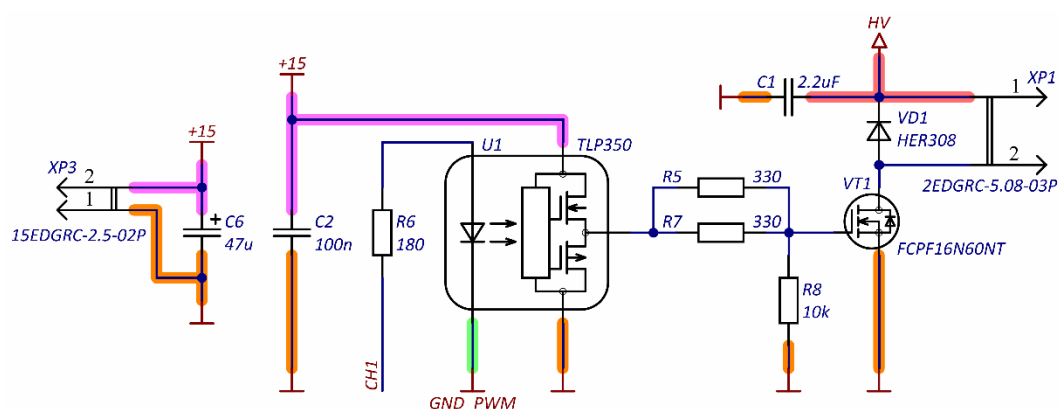 HV
+15
C1
2.2uF
XP1
1
VD1
HER308
+15
U1
TLP350
2
XP3
2
1
R5
330
VT1
2EDGRC-5.08-03P
C6
47u
C2
100n
R6
180
R7
330
15EDGRC-2.5-02P
FCPF16N60NT
R8
10k
CH1
GND PWM